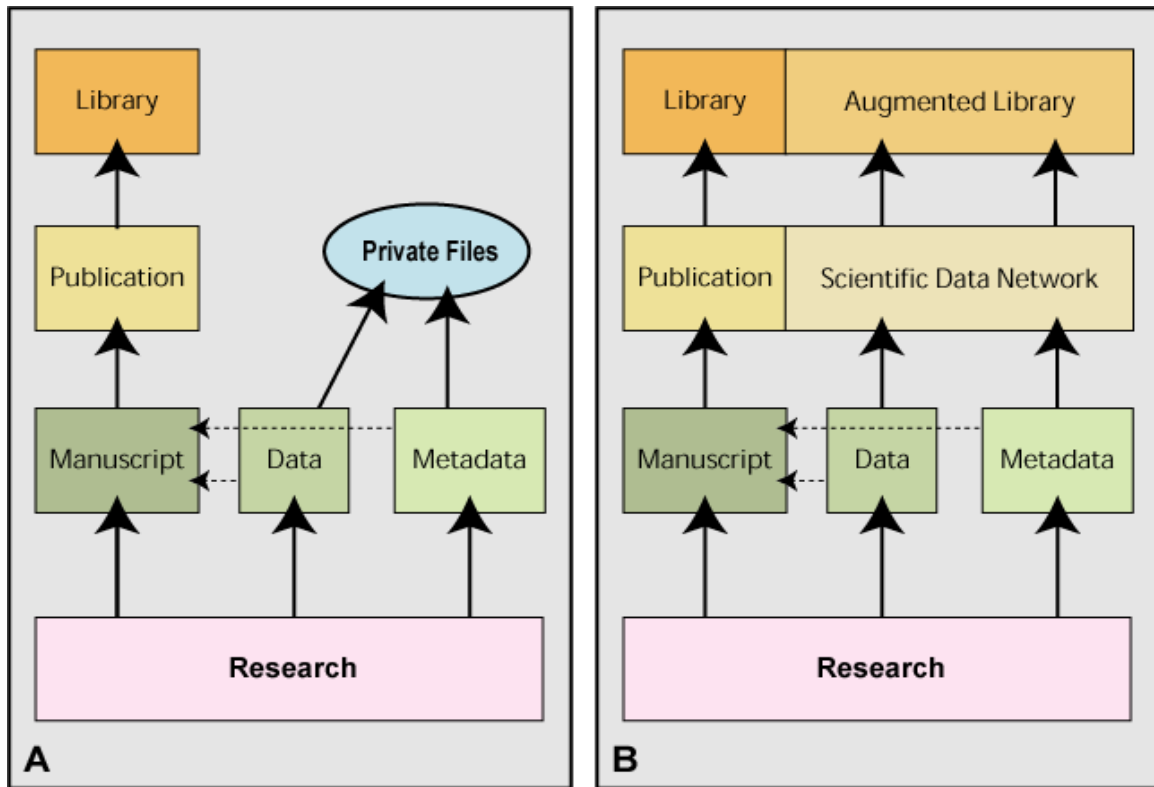 Library
Private Files
Publication
Manuscript
Data
Metadata
Research
A
Library
Augmented Library
Publication
Scientific Data Network
Manuscript
Data
Metadata
Research
B